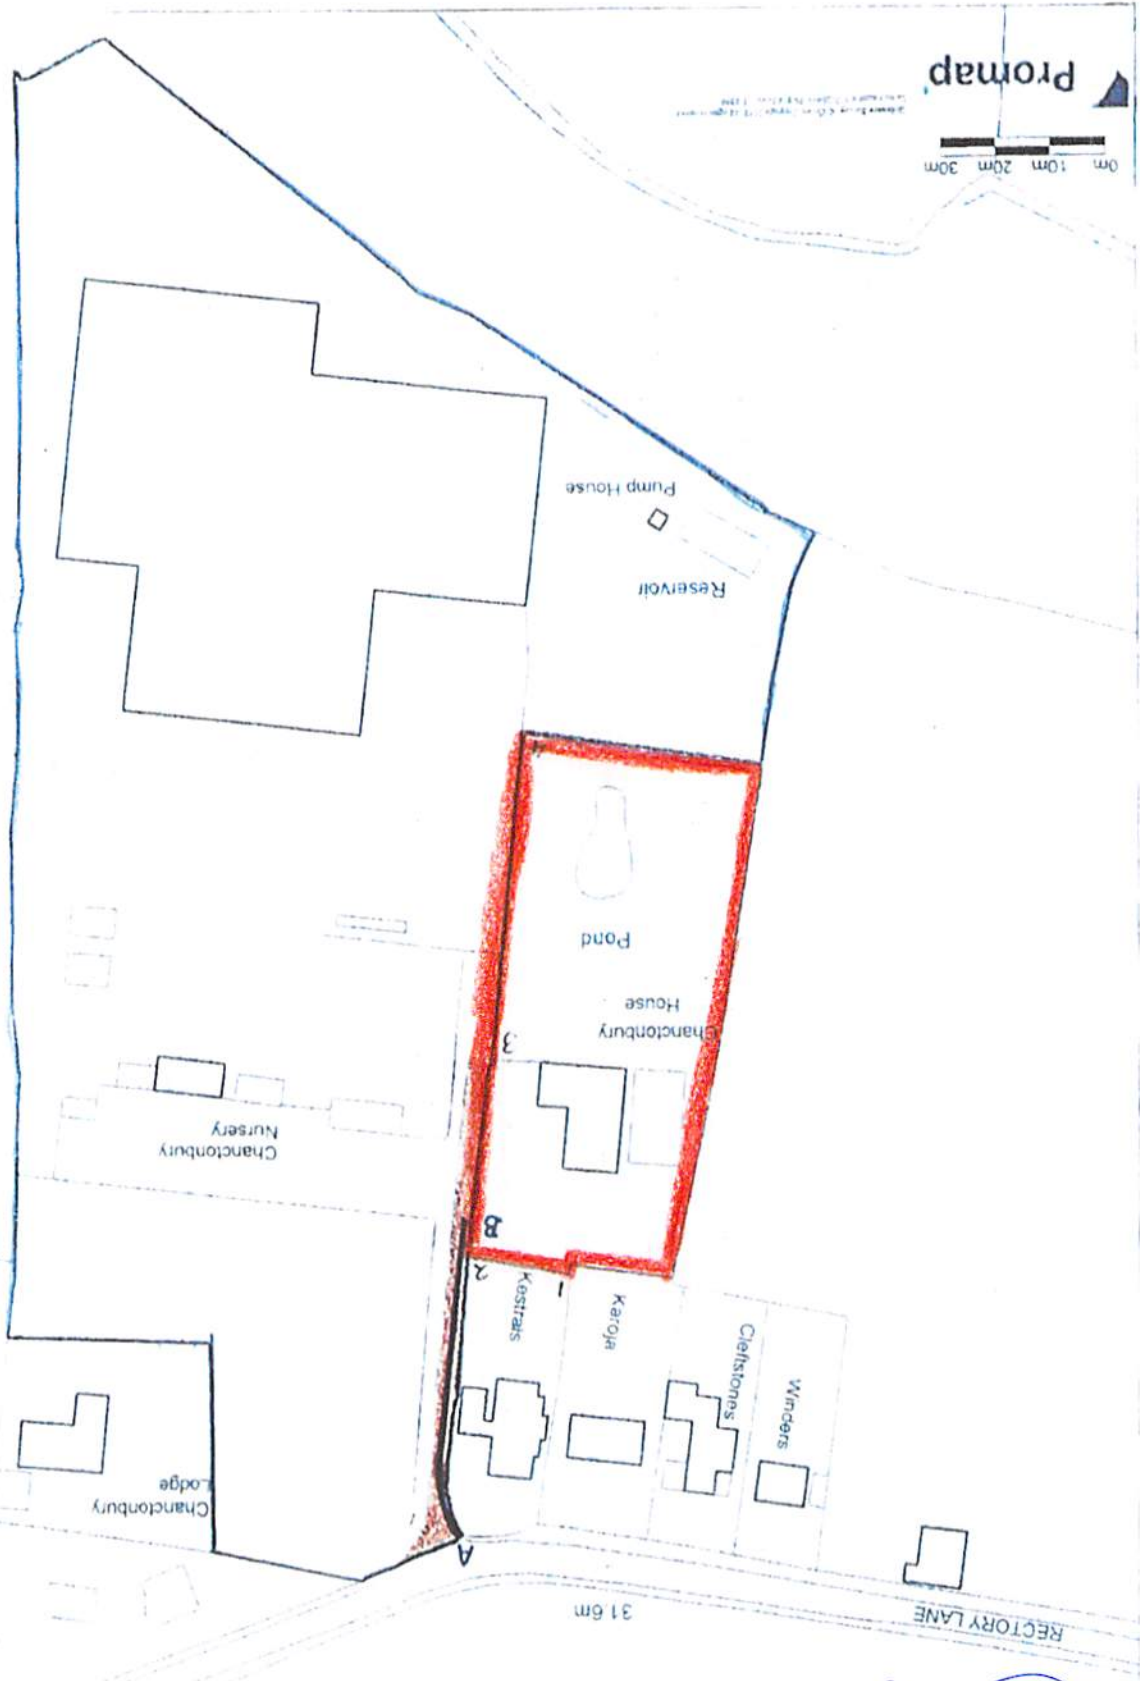 RECTORY LANE
31.6m
A
Chanctonbury
Lodge
Winders
Cleftstones
Karoja
Kestrals
1
2
B
Chanctonbury
Nursery
3
Chanctonbury
House
Pond
4
Reservoir
Pump House
0m 10m 20m 30m
Promap